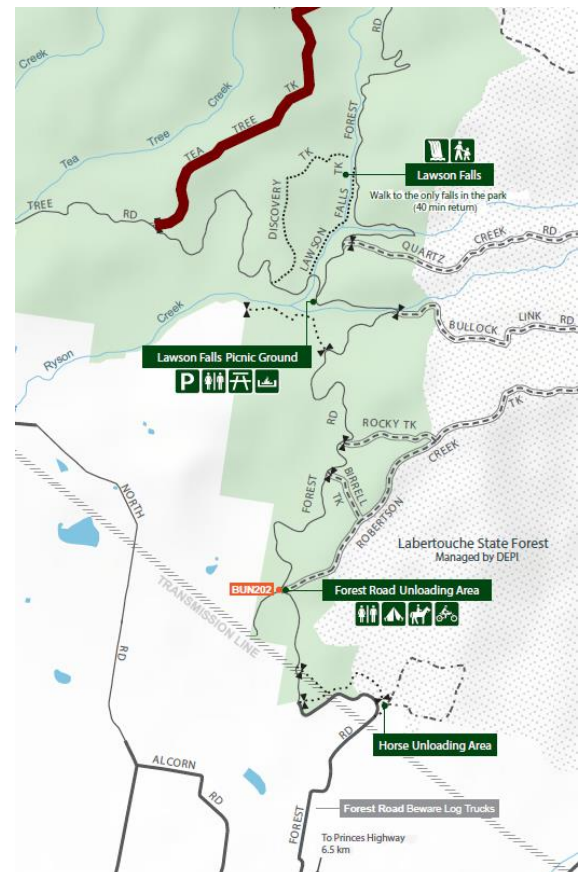 Creek
Creek
Tea
Tree
Creek
TEA
TREE
TK
RD
FOREST
TREE
RD
DISCOVERY
TK
LAWSON
FALLS
TK
Lawson Falls
Walk to the only falls in the park
(40 min return)
QUARTZ
CREEK
RD
BULLOCK
LINK
RD
Ryson
Creek
Lawson Falls Picnic Ground
P
RD
ROCKY TK
CREEK
TK
BIRRELL
TK
ROBERTSON
FOREST
NORTH
RD
Labertouche State Forest
Managed by DEPI
BUN202
Forest Road Unloading Area
TRANSMISSION LINE
Horse Unloading Area
RD
ALCORN
RD
FOREST
Forest Road Beware Log Trucks
To Princes Highway
6.5 km